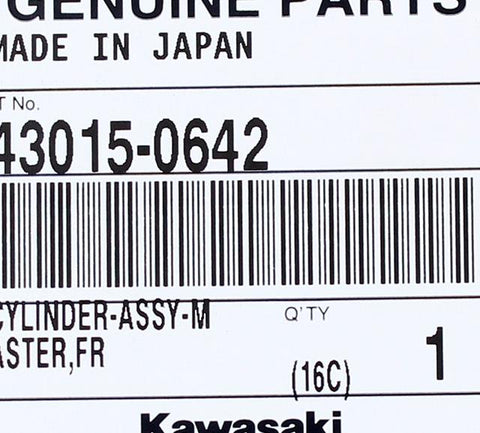 GENUINE PARTS
MADE IN JAPAN
T No.
43015-0642
CYLINDER-ASSY-M
ASTER,FR
Q'TY
(16C)
1
Kawasaki